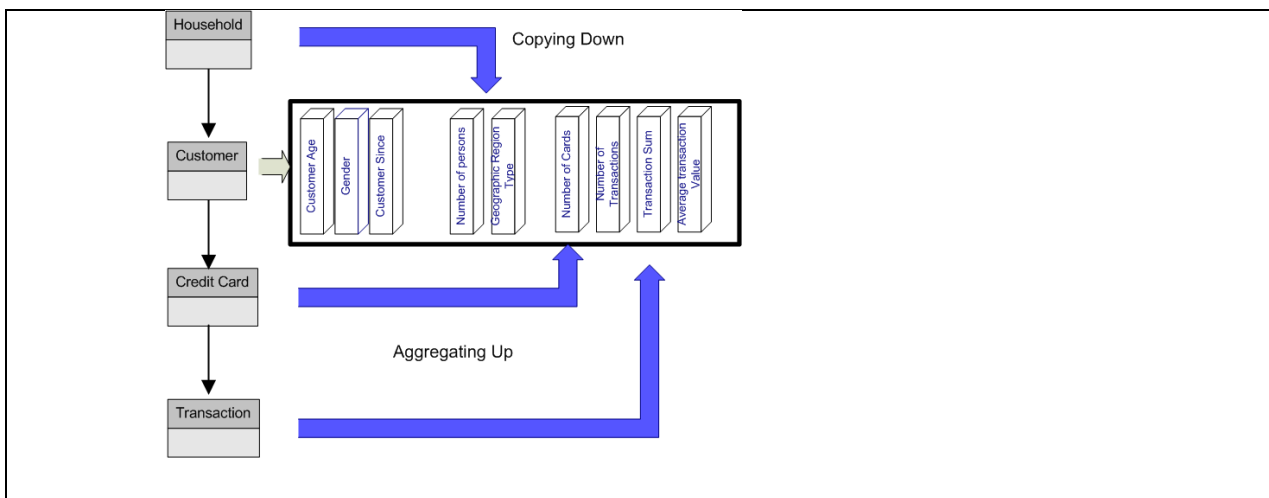 Household
Copying Down
Customer
Customer Age
Gender
Customer Since
Number of persons
Geographic Region
Type
Number of Cards
Number of
Transactions
Transaction Sum
Average transaction
Value
Credit Card
Aggregating Up
Transaction